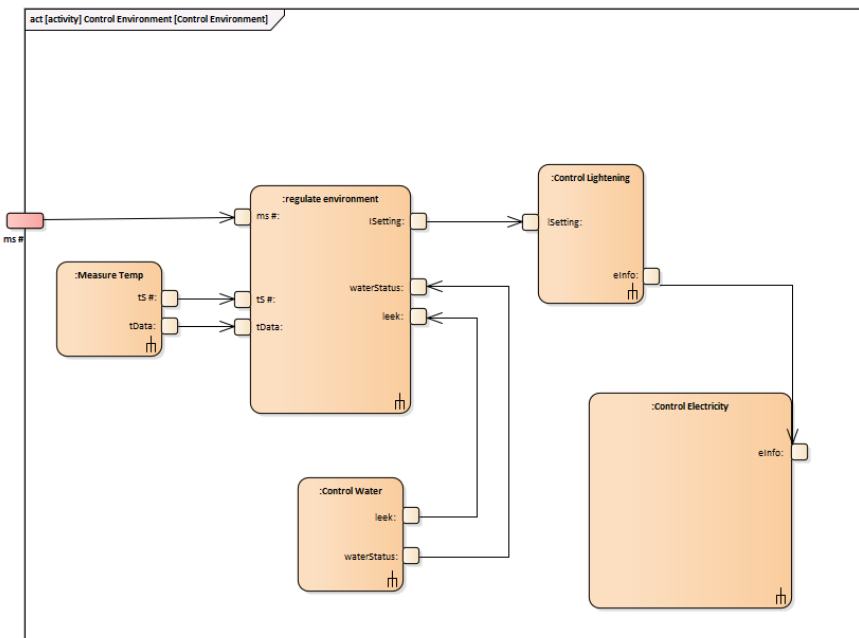 act [activity] Control Environment [Control Environment]
:Control Lightening
:regulate environment
ms #:
lSetting:
lSetting:
ms #
:Measure Temp
eInfo:
waterStatus:
tS #:
tS #:
leek:
tData:
tData:
:Control Electricity
eInfo:
:Control Water
leek:
waterStatus: